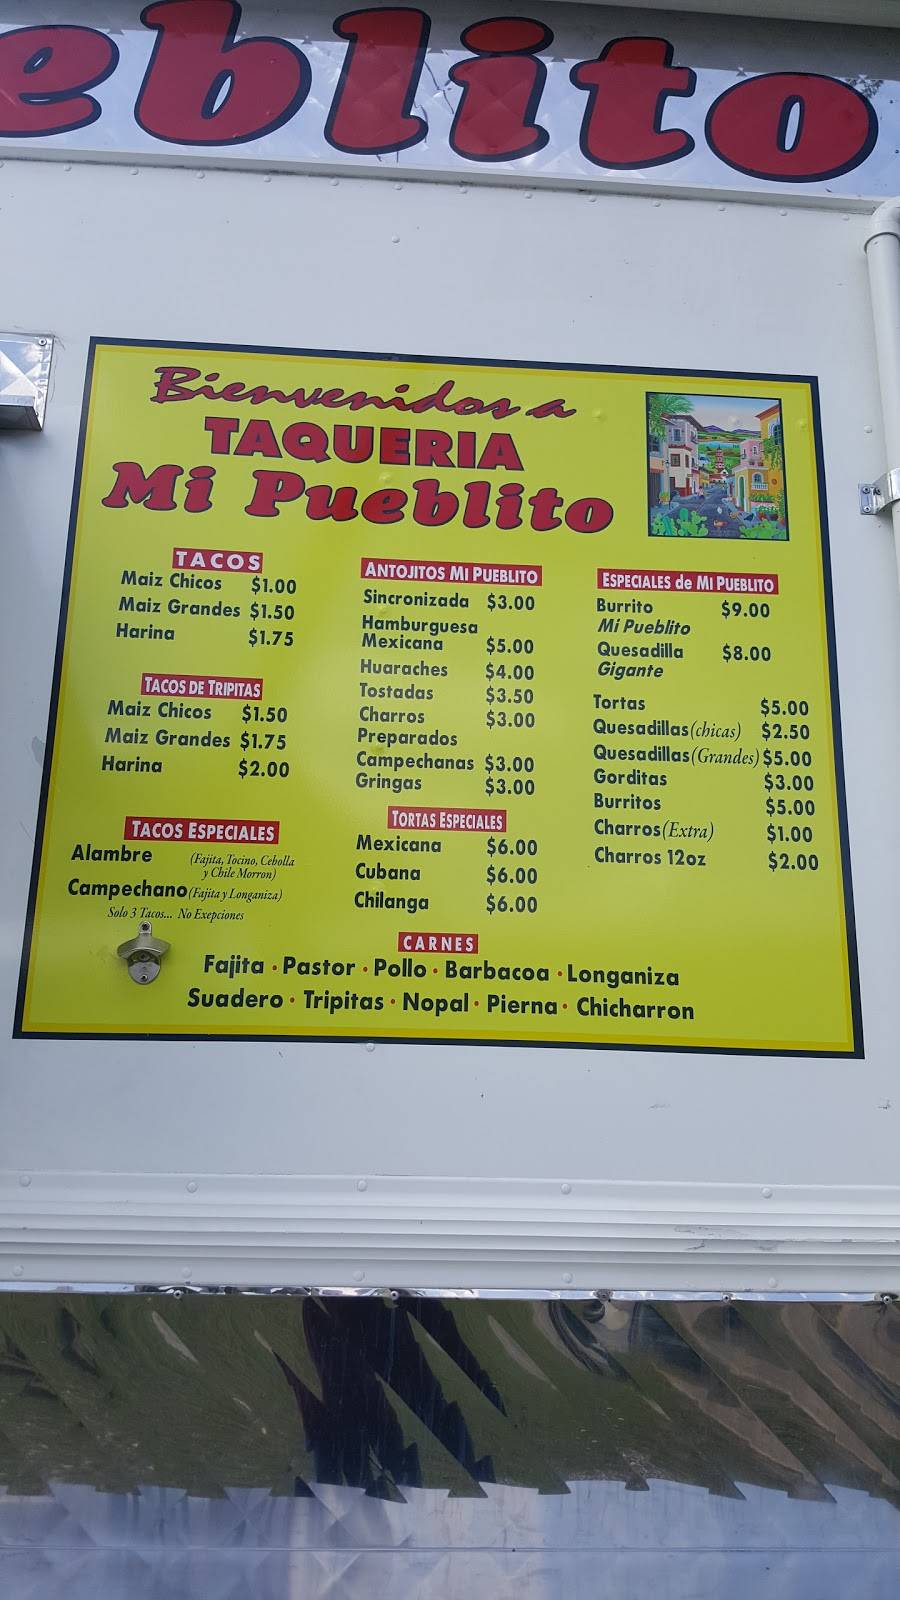 eblito
Bienvenidos a
TAQUERIA
Mi Pueblito
TACOS
Maiz Chicos $1.00
Maiz Grandes $1.50
Harina $1.75
TACOS DE TRIPITAS
Maiz Chicos $1.50
Maiz Grandes $1.75
Harina $2.00
TACOS ESPECIALES
Alambre (Fajita, Tocino, Cebolla
y Chile Morron)
Campechano (Fajita y Longaniza)
Solo 3 Tacos... No Exepciones
ANTOJITOS MI PUEBLITO
Sincronizada $3.00
Hamburguesa
Mexicana $5.00
Huaraches $4.00
Tostadas $3.50
Charros $3.00
Preparados
Campechanas $3.00
Gringas $3.00
TORTAS ESPECIALES
Mexicana $6.00
Cubana $6.00
Chilanga $6.00
ESPECIALES de MI PUEBLITO
Burrito $9.00
Mi Pueblito
Quesadilla $8.00
Gigante
Tortas $5.00
Quesadillas (chicas) $2.50
Quesadillas (Grandes) $5.00
Gorditas $3.00
Burritos $5.00
Charros (Extra) $1.00
Charros 12oz $2.00
CARNES
Fajita • Pastor • Pollo • Barbacoa • Longaniza
Suadero • Tripitas • Nopal • Pierna • Chicharron